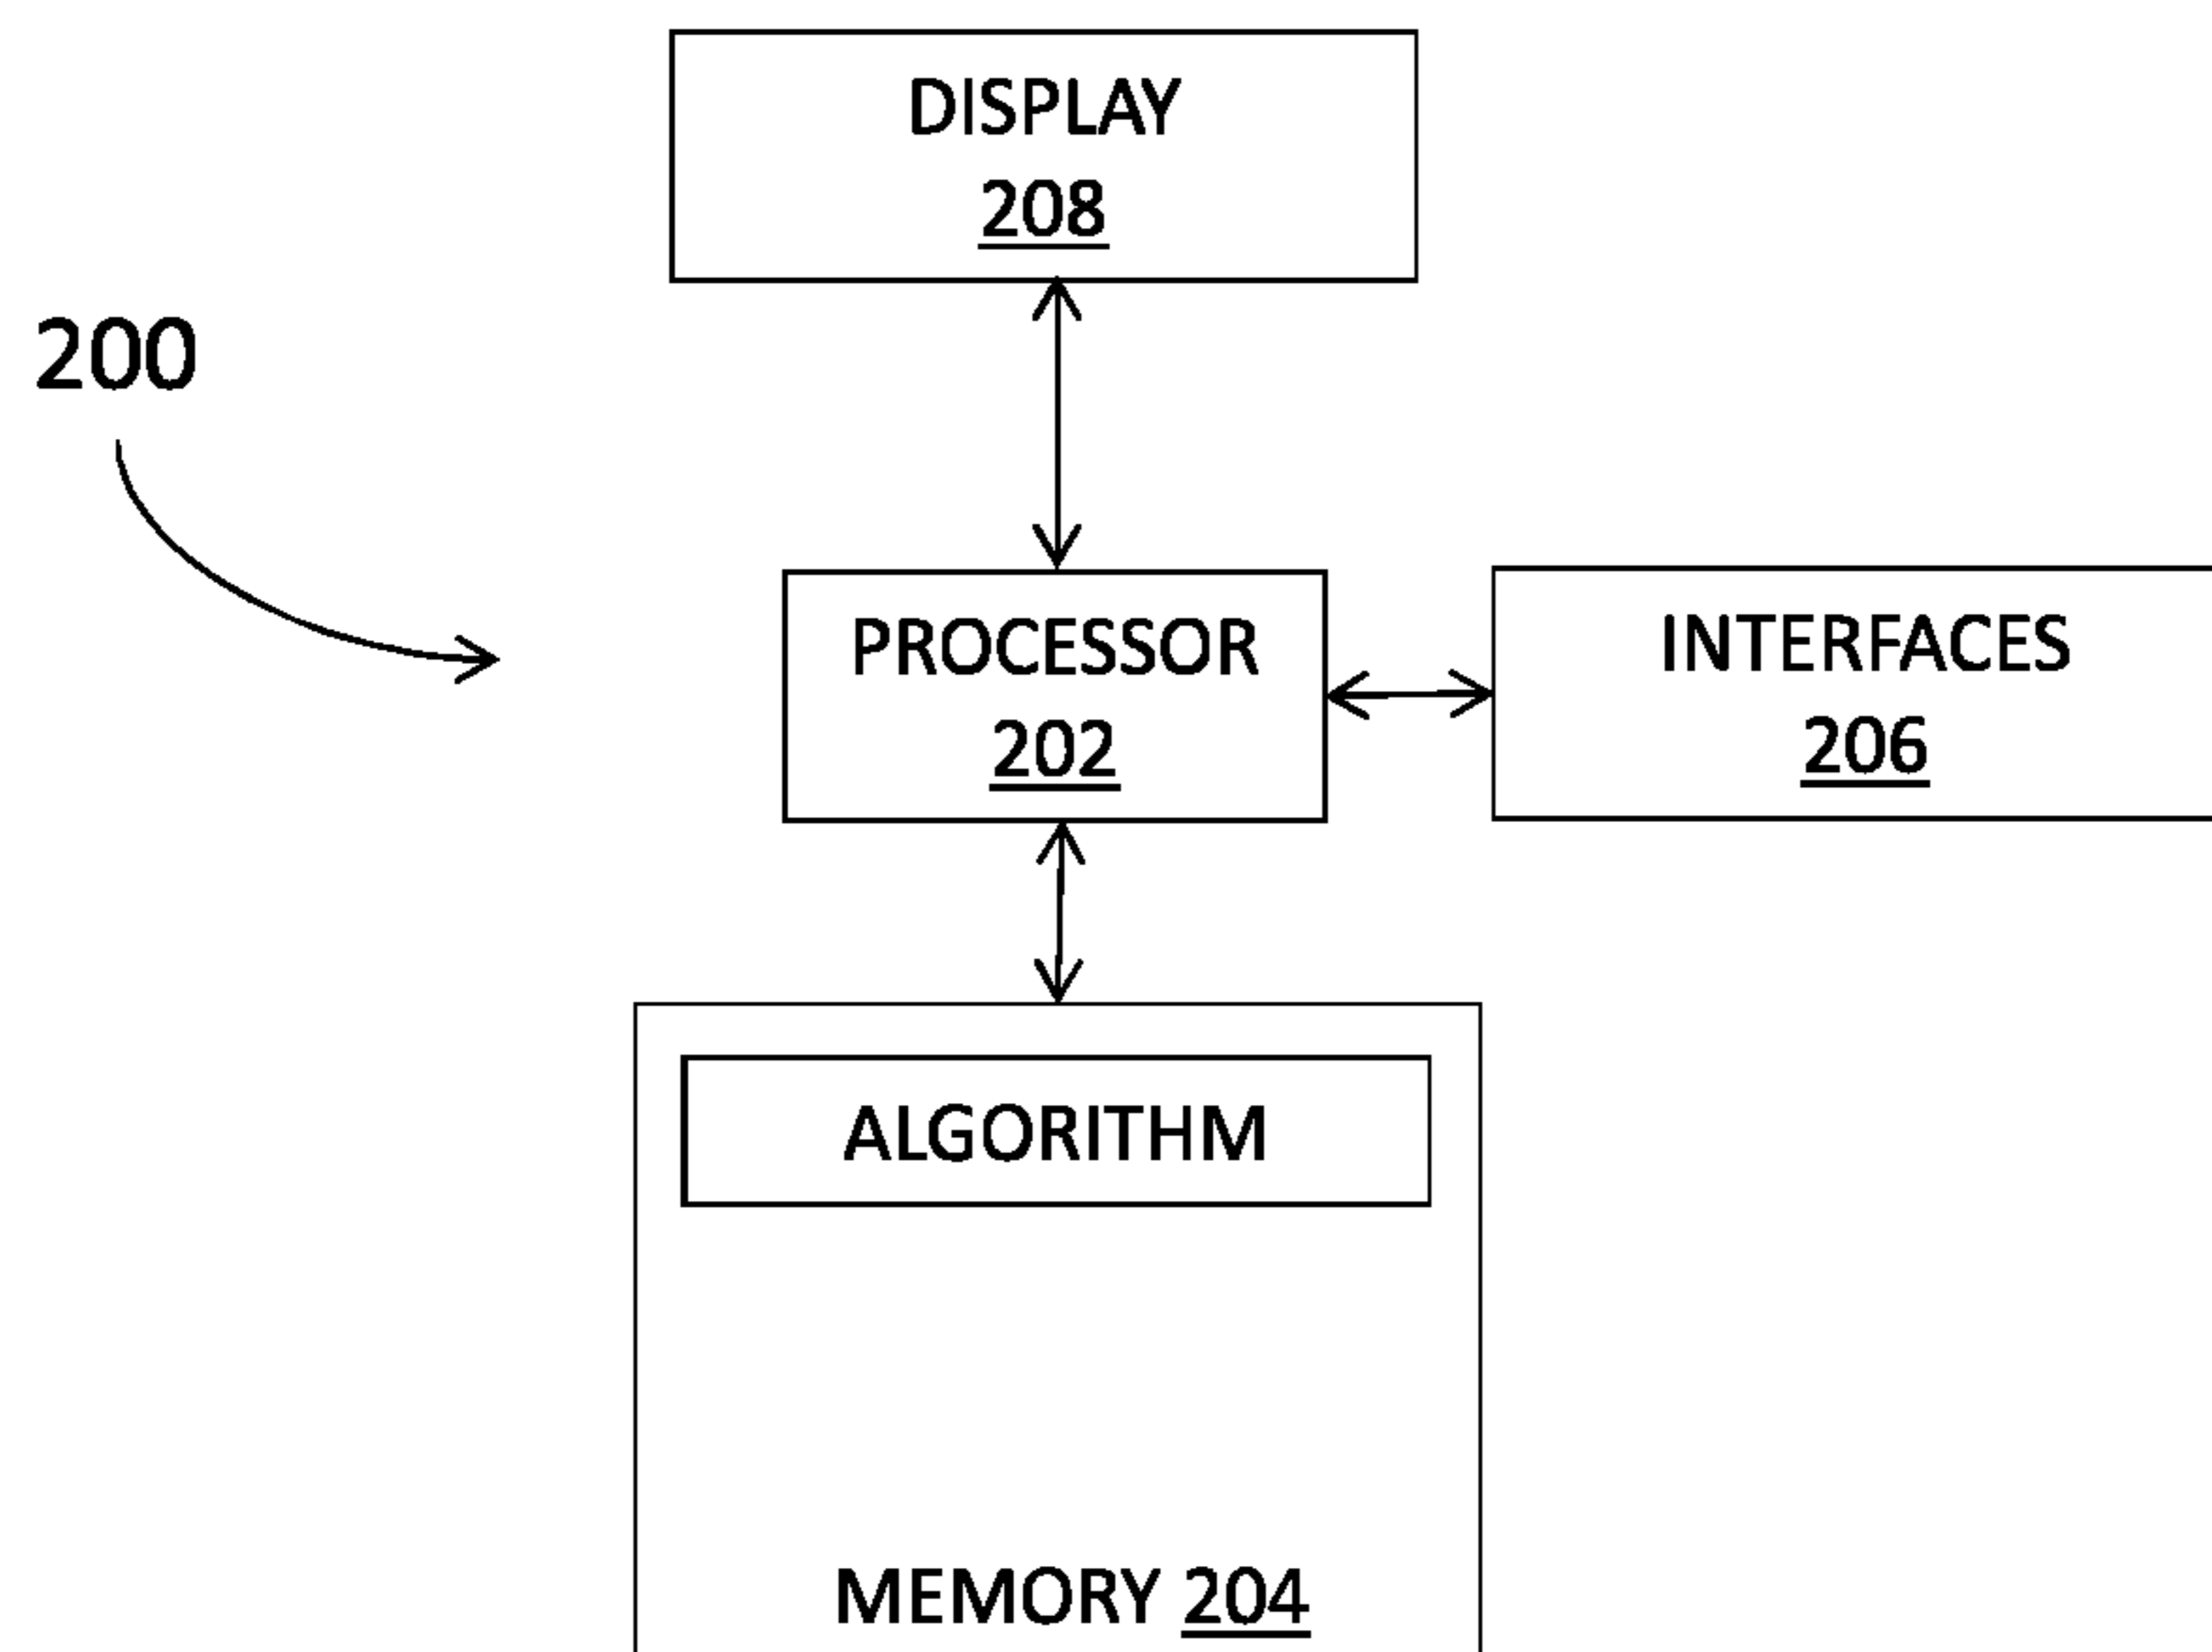 DISPLAY
208
200
PROCESSOR
202
INTERFACES
206
ALGORITHM
MEMORY 204